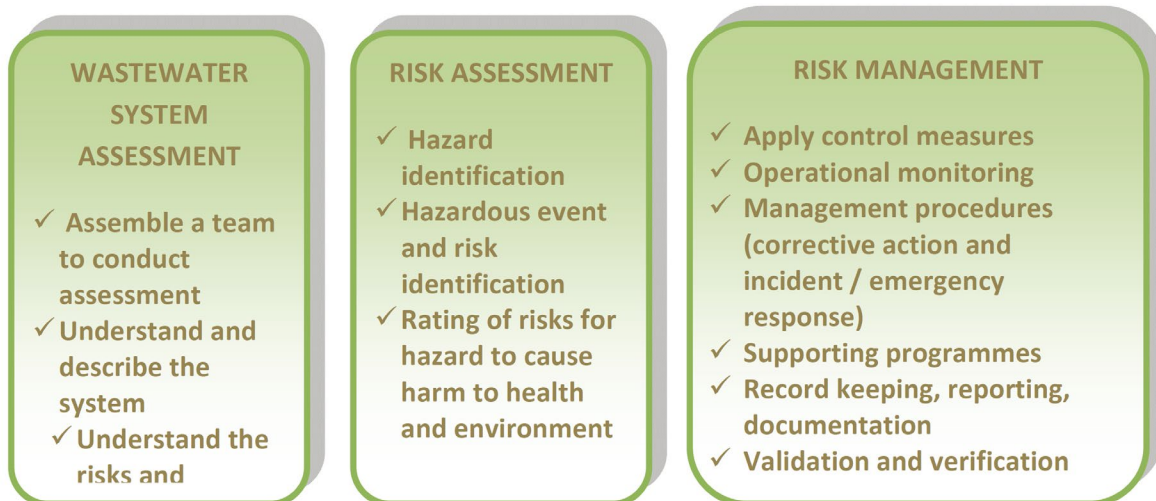 WASTEWATER
SYSTEM
ASSESSMENT
✓ Assemble a team
to conduct
assessment
✓ Understand and
describe the
system
✓ Understand the
risks and
RISK ASSESSMENT
✓ Hazard
identification
✓ Hazardous event
and risk
identification
✓ Rating of risks for
hazard to cause
harm to health
and environment
RISK MANAGEMENT
✓ Apply control measures
✓ Operational monitoring
✓ Management procedures
(corrective action and
incident / emergency
response)
✓ Supporting programmes
✓ Record keeping, reporting,
documentation
✓ Validation and verification